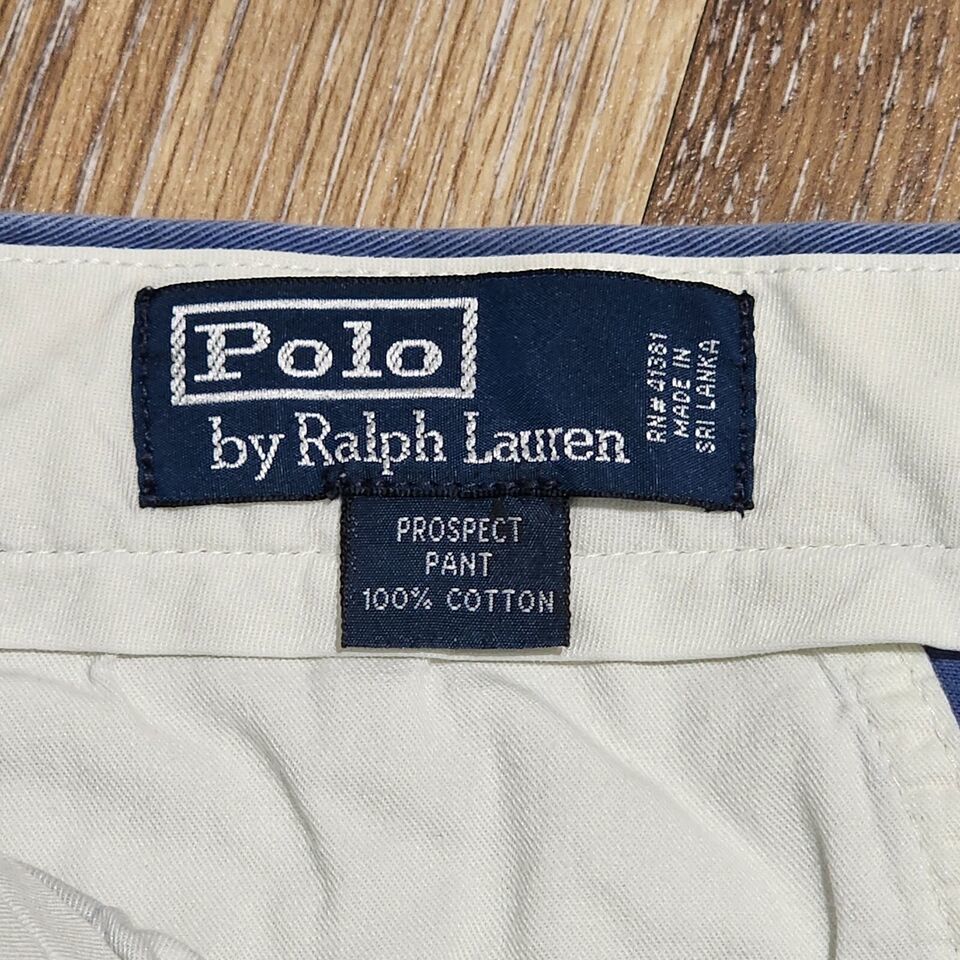 Polo
by Ralph Lauren
RN# 41381
MADE IN
SRI LANKA
PROSPECT
PANT
100% COTTON